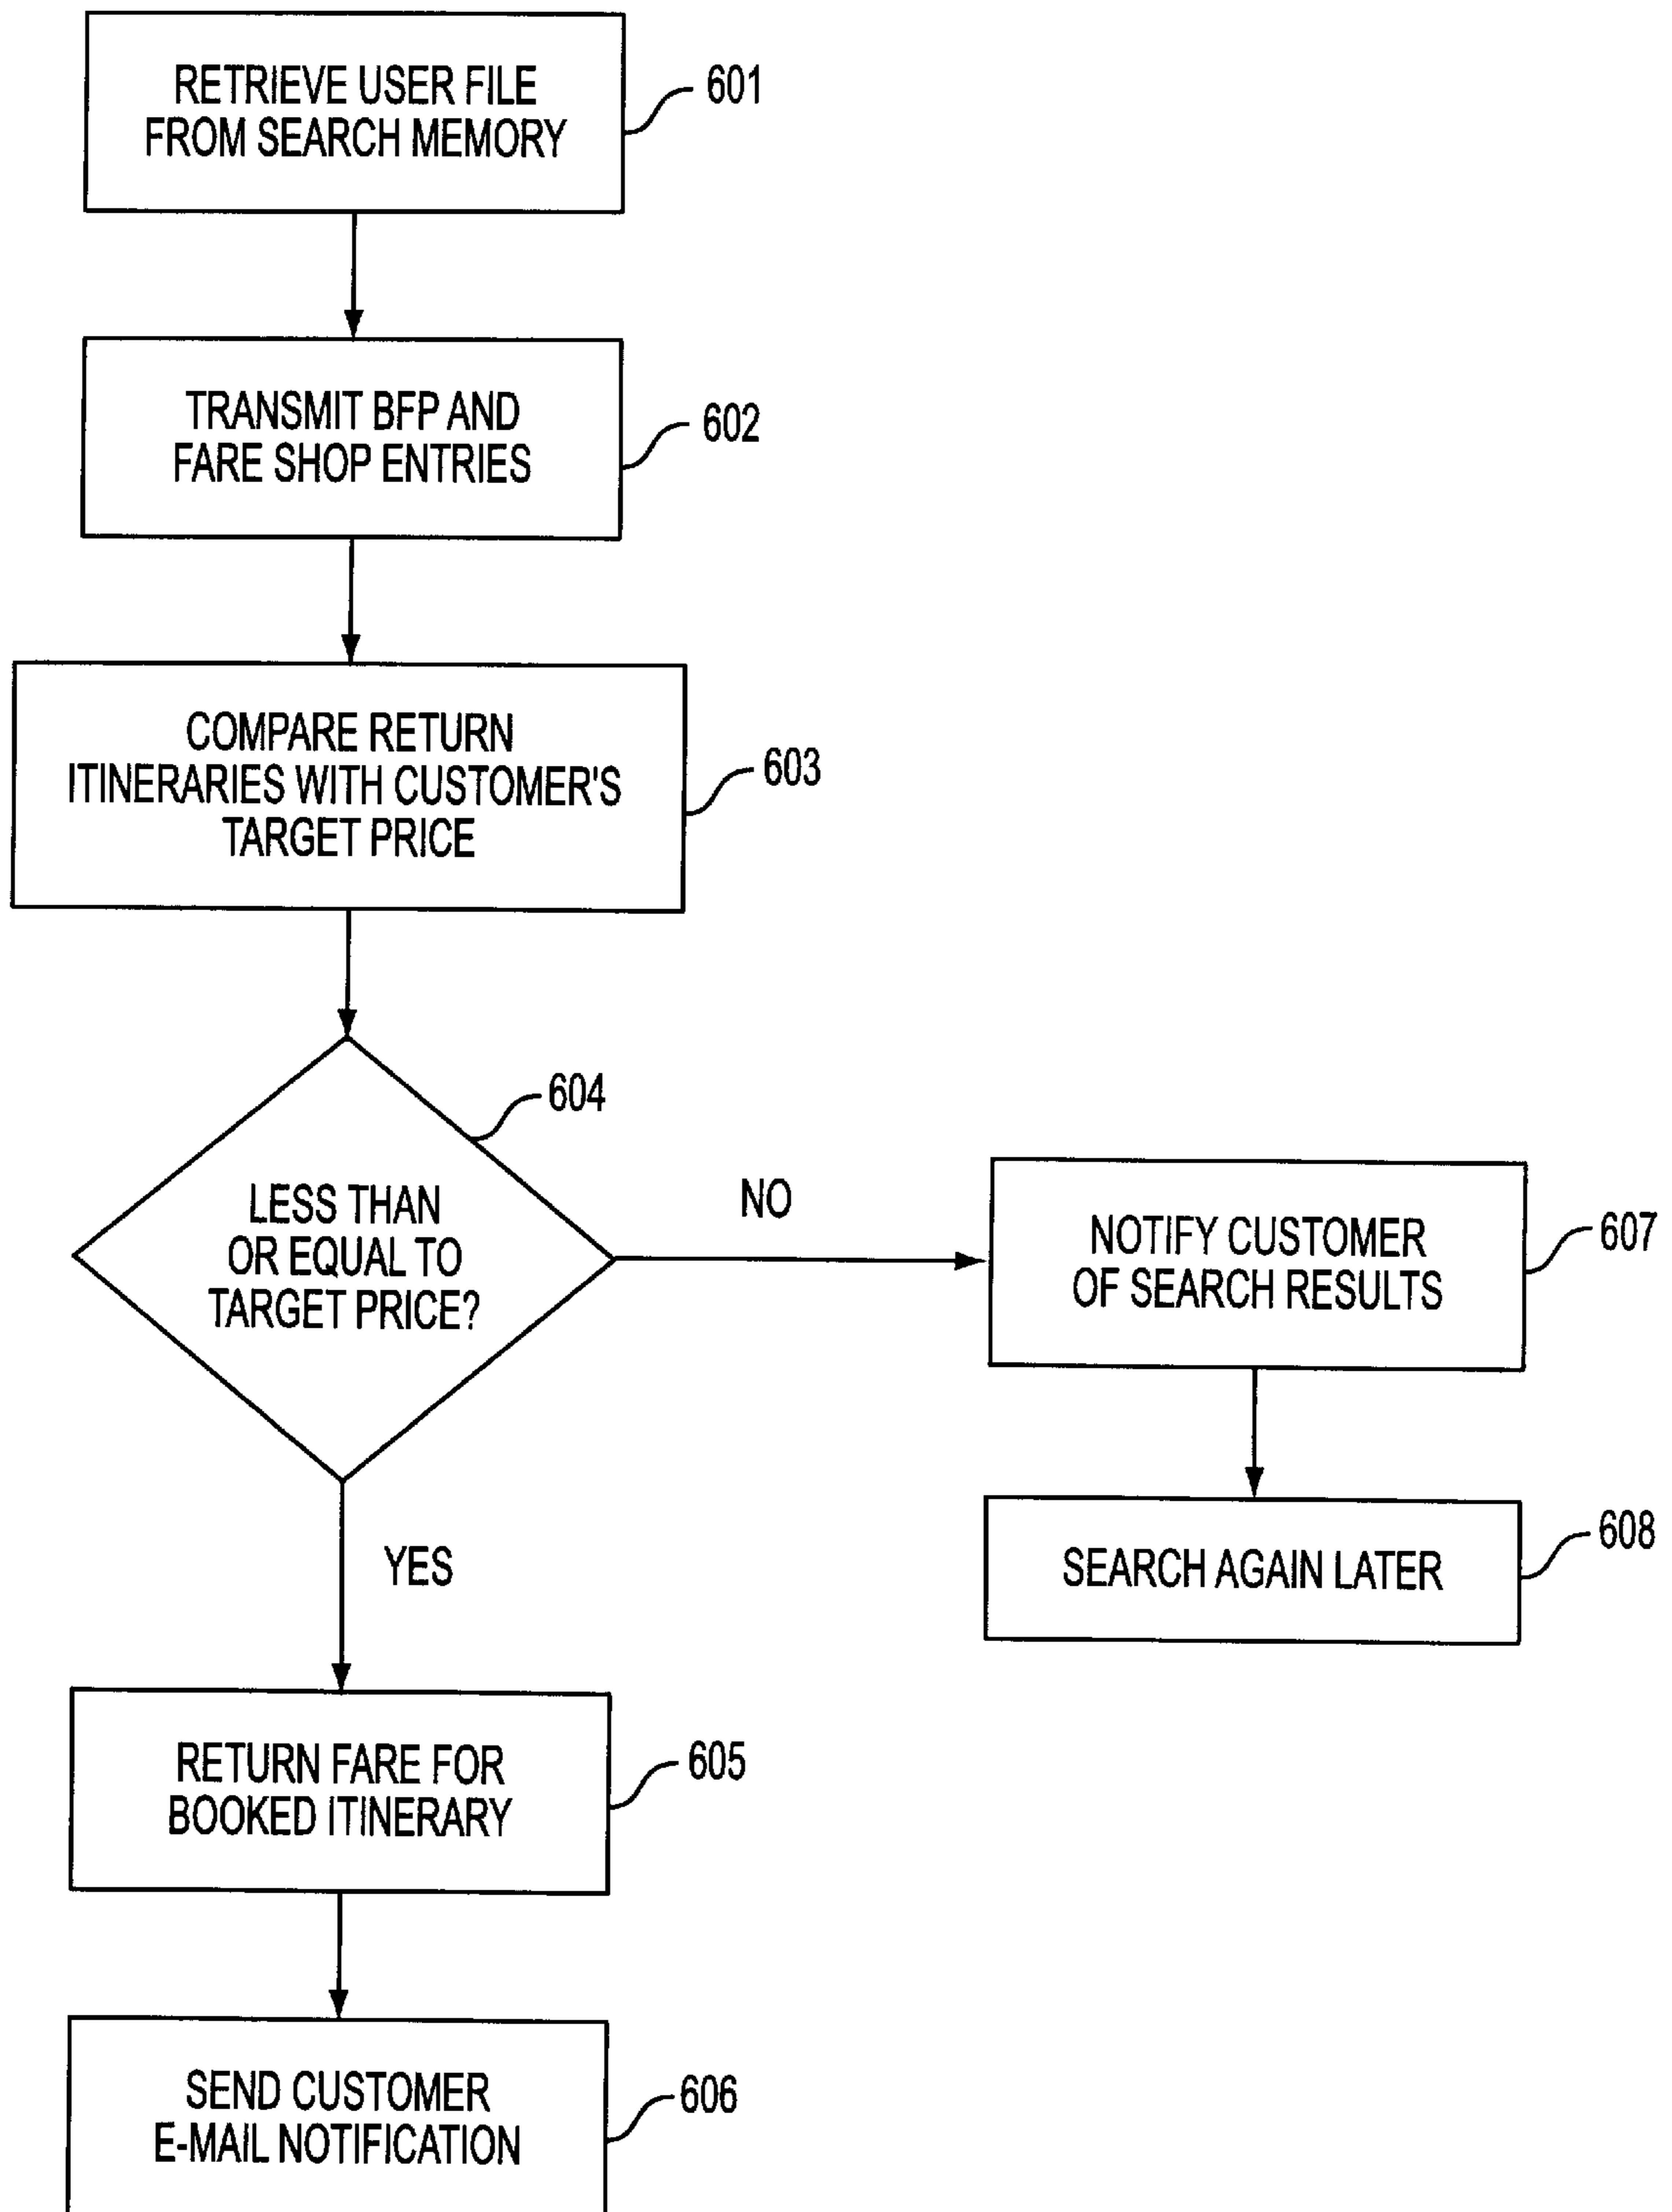 RETRIEVE USER FILE
FROM SEARCH MEMORY
601
TRANSMIT BFP AND
FARE SHOP ENTRIES
602
COMPARE RETURN
ITINERARIES WITH CUSTOMER'S
TARGET PRICE
603
604
LESS THAN
OR EQUAL TO
TARGET PRICE?
NO
NOTIFY CUSTOMER
OF SEARCH RESULTS
607
SEARCH AGAIN LATER
608
YES
RETURN FARE FOR
BOOKED ITINERARY
605
SEND CUSTOMER
E-MAIL NOTIFICATION
606